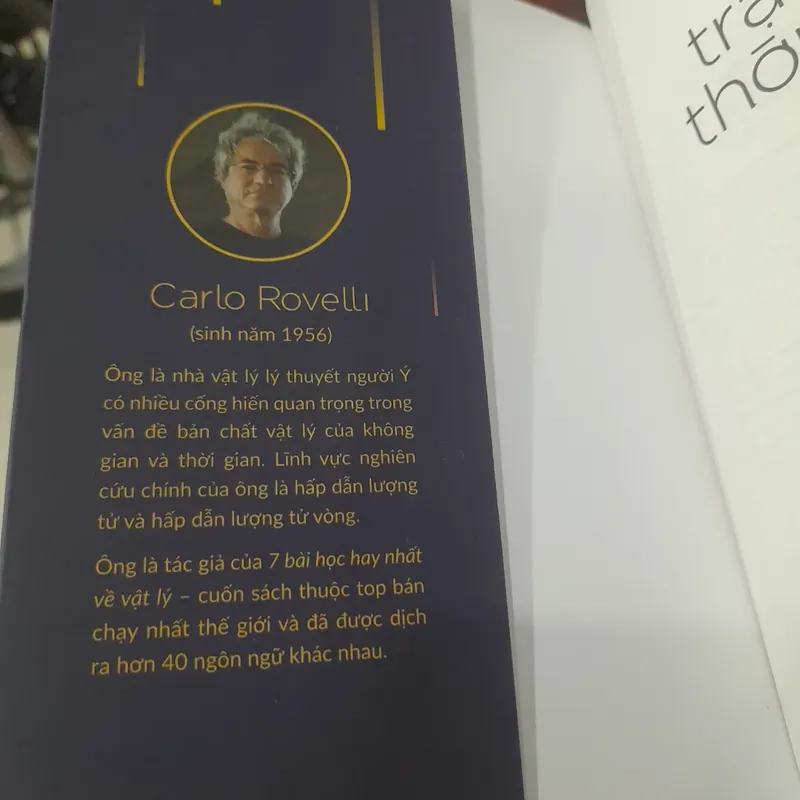 Carlo Rovelli
(sinh năm 1956)
Ông là nhà vật lý lý thuyết người Ý
có nhiều cống hiến quan trọng trong
vấn đề bản chất vật lý của không
gian và thời gian. Lĩnh vực nghiên
cứu chính của ông là hấp dẫn lượng
tử và hấp dẫn lượng tử vòng.
Ông là tác giả của 7 bài học hay nhất
về vật lý – cuốn sách thuộc top bán
chạy nhất thế giới và đã được dịch
ra hơn 40 ngôn ngữ khác nhau.